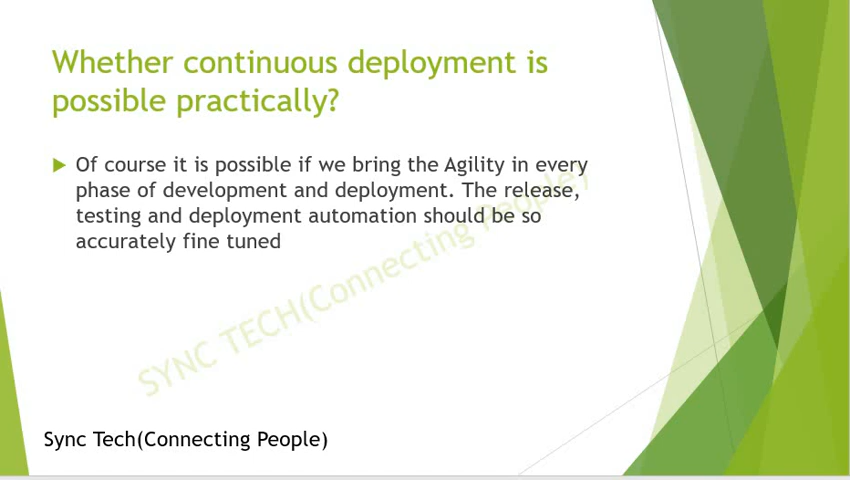 Whether continuous deployment is
possible practically?
Of course it is possible if we bring the Agility in every
phase of development and deployment. The release,
testing and deployment automation should be so
accurately fine tuned
SYNC TECH(Connecting People)
Sync Tech(Connecting People)